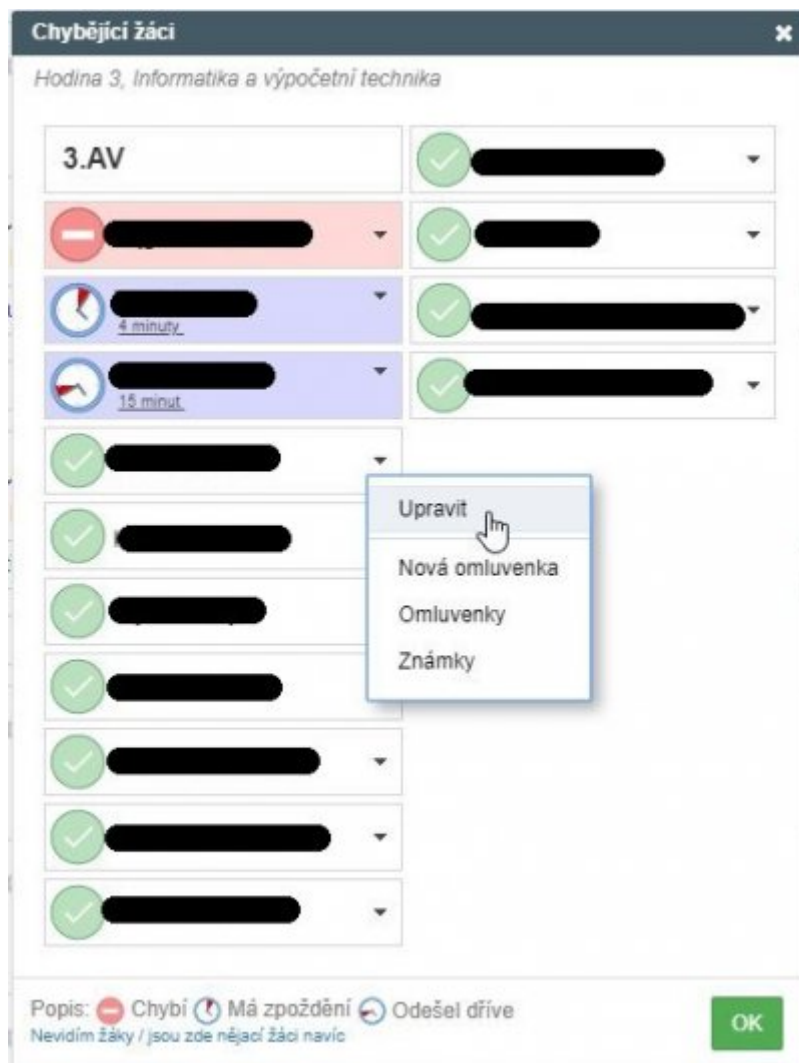 Chybějící žáci
Hodina 3, Informatika a výpočetní technika
3.AV
4 minuty
15 minut
Upravit
Nová omluvenka
Omluvenky
Známky
Popis: Chybí Má zpoždění Odešel dříve
Nevidím žáky / jsou zde nějací žáci navíc
OK